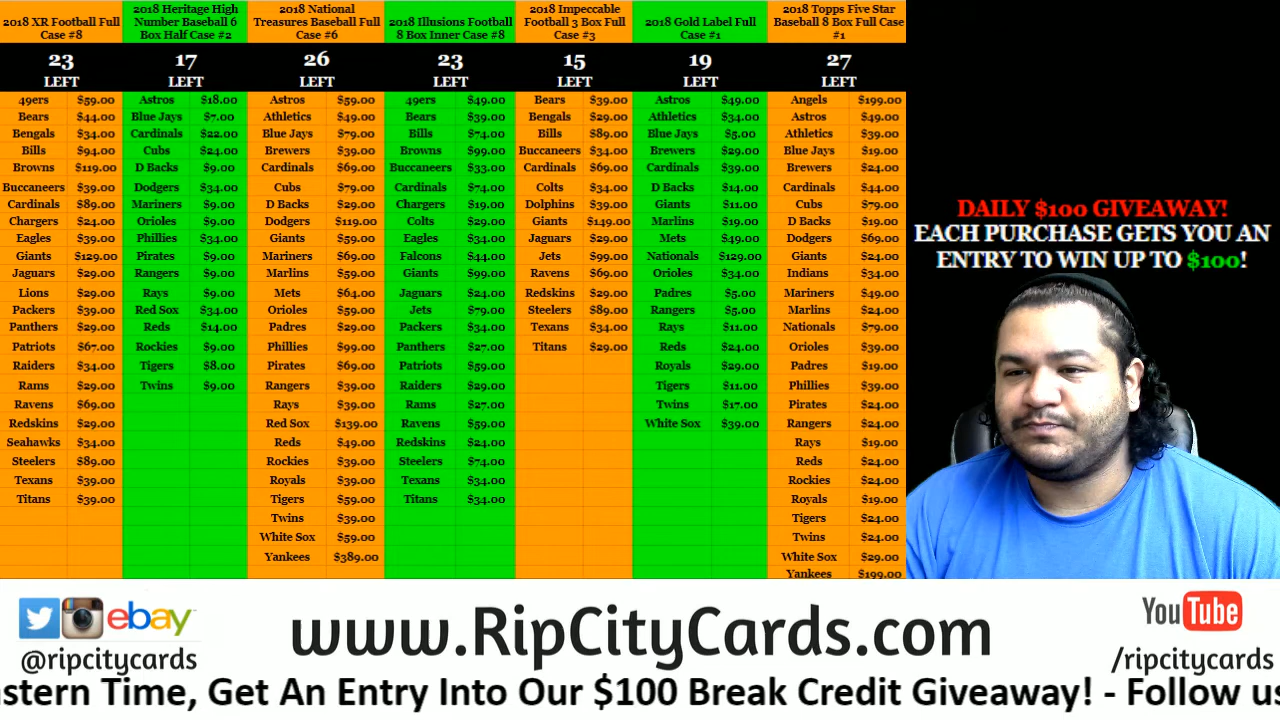 2018 XR Football Full
Case #8
23
LEFT
49ers $59.00
Bears $44.00
Bengals $34.00
Bills $94.00
Browns $119.00
Buccaneers $39.00
Cardinals $89.00
Chargers $24.00
Eagles $39.00
Giants $129.00
Jaguars $29.00
Lions $29.00
Packers $39.00
Panthers $29.00
Patriots $67.00
Raiders $34.00
Rams $29.00
Ravens $69.00
Redskins $29.00
Seahawks $34.00
Steelers $89.00
Texans $39.00
Titans $39.00
2018 Heritage High
Number Baseball 6
Box Half Case #2
17
LEFT
Astros $18.00
Blue Jays $7.00
Cardinals $22.00
Cubs $24.00
D Backs $9.00
Dodgers $34.00
Mariners $9.00
Orioles $9.00
Phillies $34.00
Pirates $9.00
Rangers $9.00
Rays $9.00
Red Sox $34.00
Reds $14.00
Rockies $9.00
Tigers $8.00
Twins $9.00
2018 National
Treasures Baseball Full
Case #6
26
LEFT
Astros $59.00
Athletics $49.00
Blue Jays $79.00
Brewers $39.00
Cardinals $69.00
Cubs $79.00
D Backs $29.00
Dodgers $119.00
Giants $59.00
Mariners $69.00
Marlins $59.00
Mets $64.00
Orioles $59.00
Padres $29.00
Phillies $99.00
Pirates $69.00
Rangers $39.00
Rays $39.00
Red Sox $139.00
Reds $49.00
Rockies $39.00
Royals $39.00
Tigers $59.00
Twins $39.00
White Sox $59.00
Yankees $389.00
2018 Illusions Football
8 Box Inner Case #8
23
LEFT
49ers $49.00
Bears $39.00
Bills $74.00
Browns $99.00
Buccaneers $33.00
Cardinals $74.00
Chargers $19.00
Colts $29.00
Eagles $34.00
Falcons $44.00
Giants $99.00
Jaguars $24.00
Jets $79.00
Packers $34.00
Panthers $27.00
Patriots $59.00
Raiders $29.00
Rams $27.00
Ravens $59.00
Redskins $24.00
Steelers $74.00
Texans $34.00
Titans $34.00
2018 Impeccable
Football 3 Box Full
Case #3
15
LEFT
Bears $39.00
Bengals $29.00
Bills $89.00
Buccaneers $34.00
Cardinals $69.00
Colts $34.00
Dolphins $39.00
Giants $149.00
Jaguars $29.00
Jets $99.00
Ravens $69.00
Redskins $29.00
Steelers $89.00
Texans $34.00
Titans $29.00
2018 Gold Label Full
Case #1
19
LEFT
Astros $49.00
Athletics $34.00
Blue Jays $5.00
Brewers $29.00
Cardinals $39.00
D Backs $14.00
Giants $11.00
Marlins $19.00
Mets $49.00
Nationals $129.00
Orioles $34.00
Padres $5.00
Rangers $5.00
Rays $11.00
Reds $24.00
Royals $29.00
Tigers $11.00
Twins $17.00
White Sox $39.00
2018 Topps Five Star
Baseball 8 Box Full Case
#1
27
LEFT
Angels $199.00
Astros $49.00
Athletics $39.00
Blue Jays $19.00
Brewers $24.00
Cardinals $44.00
Cubs $79.00
D Backs $19.00
Dodgers $69.00
Giants $24.00
Indians $34.00
Mariners $49.00
Marlins $24.00
Nationals $79.00
Orioles $39.00
Padres $19.00
Phillies $39.00
Pirates $24.00
Rangers $24.00
Rays $19.00
Reds $24.00
Rockies $24.00
Royals $19.00
Tigers $24.00
Twins $24.00
White Sox $29.00
Yankees $199.00
DAILY $100 GIVEAWAY!
EACH PURCHASE GETS YOU AN
ENTRY TO WIN UP TO $100!
ebay
@ripcitycards
www.RipCityCards.com
YouTube
/ripcitycards
astern Time, Get An Entry Into Our $100 Break Credit Giveaway! - Follow us